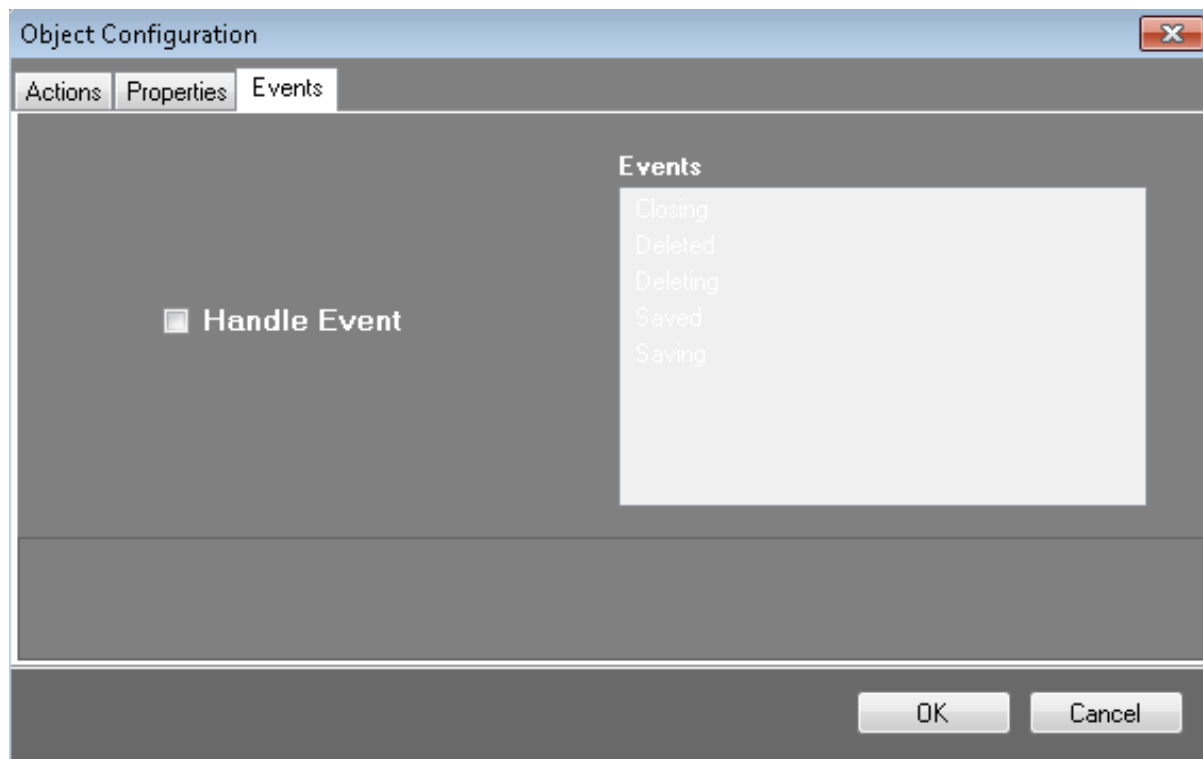 Object Configuration
Actions Properties Events
Events
Closing
Deleted
Deleting
Saved
Saving
Handle Event
OK Cancel